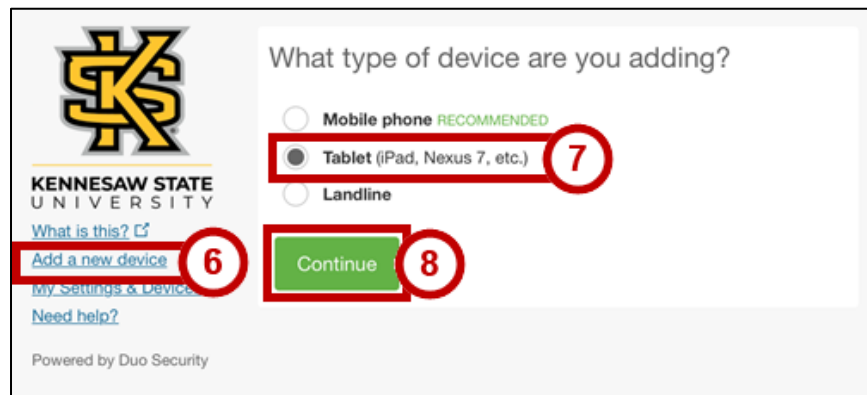 KS
KENNESAW STATE
UNIVERSITY
What is this?
Add a new device
6
My Settings & Devices
Need help?
Powered by Duo Security
What type of device are you adding?
Mobile phone RECOMMENDED
Tablet (iPad, Nexus 7, etc.)
7
Landline
Continue
8